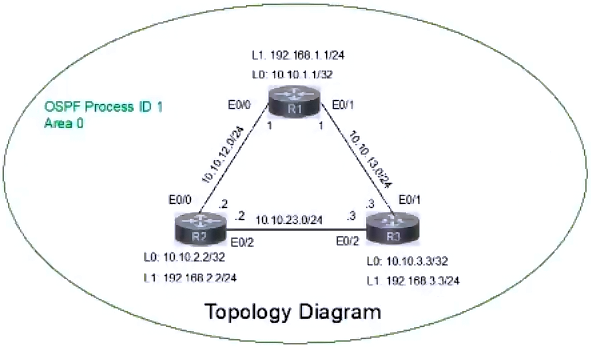 L1: 192.168.1.1/24
L0: 10.10.1.1/32
OSPF Process ID 1
Area 0
E0/0
E0/1
R1
1
1
10.10.12.0/24
10.10.13.0/24
E0/0
.2
.2
10.10.23.0/24
.3
.3
E0/1
R2
E0/2
E0/2
R3
L0: 10.10.2.2/32
L1: 192.168.2.2/24
L0: 10.10.3.3/32
L1: 192.168.3.3/24
Topology Diagram